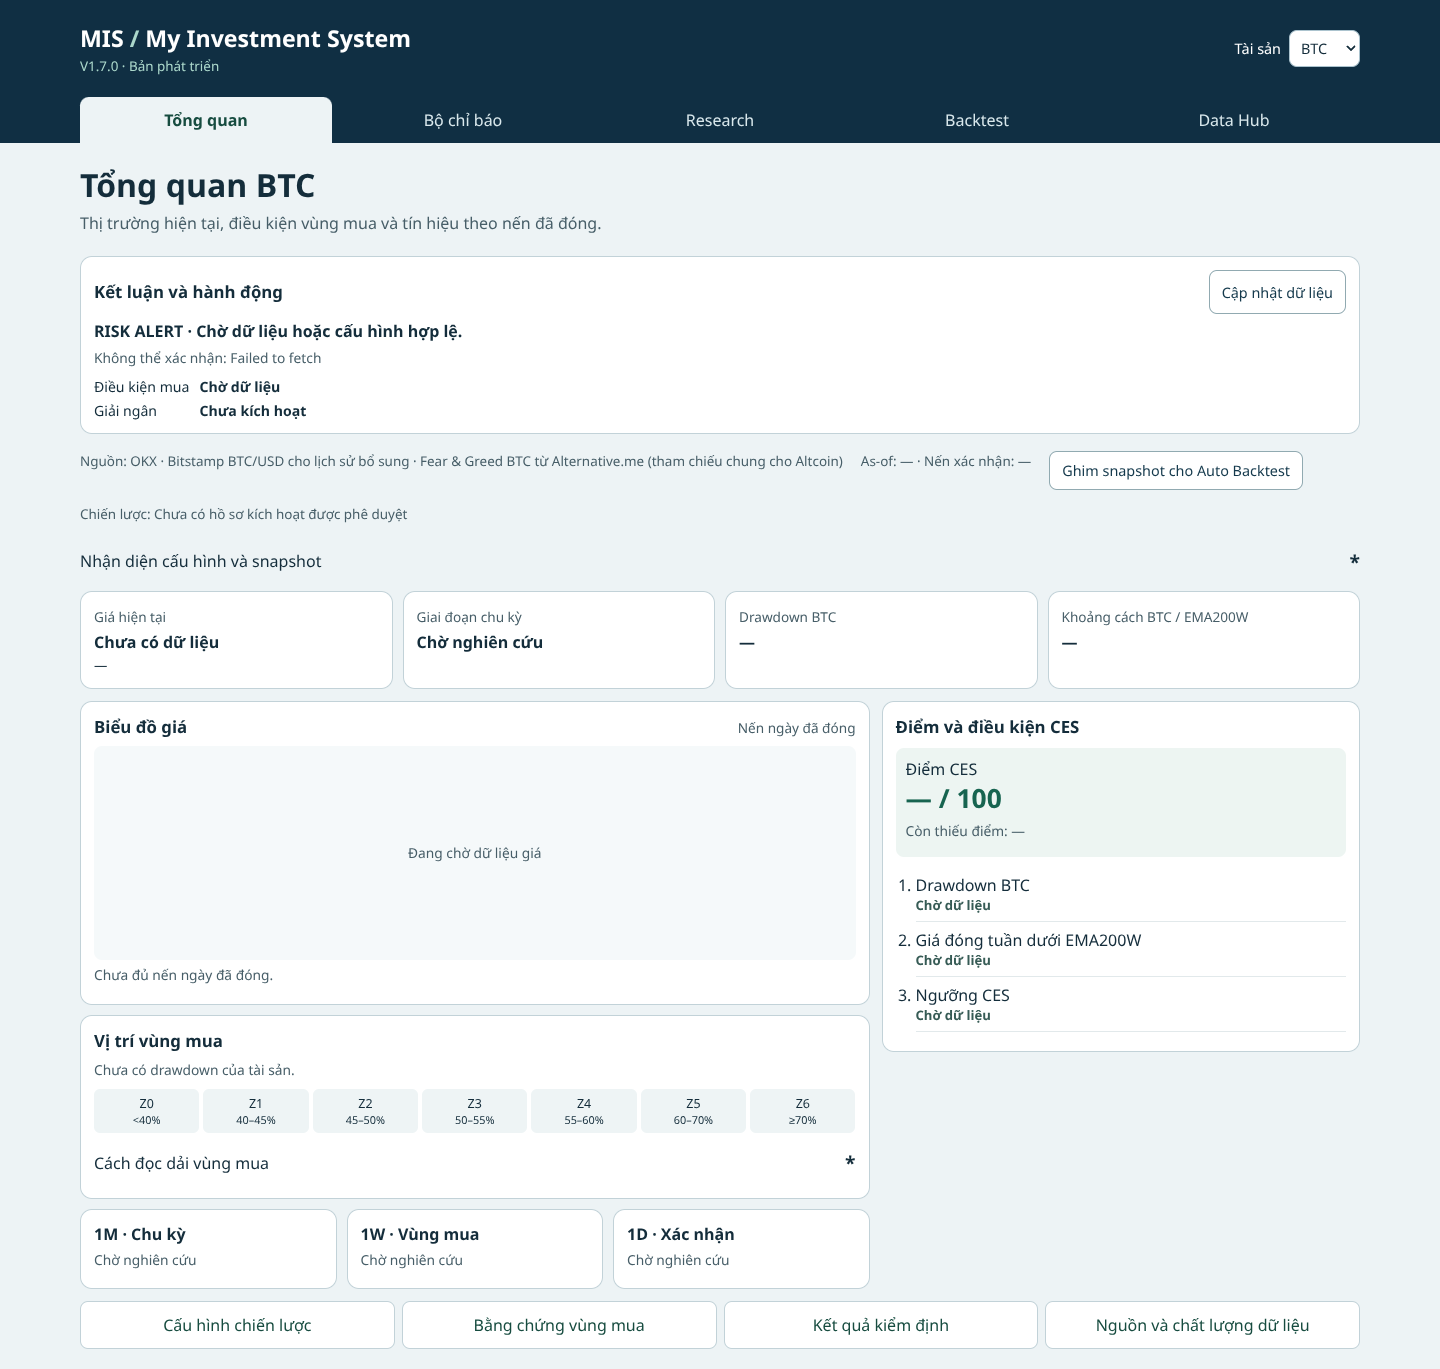 MIS / My Investment System
V1.7.0 · Bản phát triển
Tài sản BTC
Tổng quan
Bộ chỉ báo
Research
Backtest
Data Hub
Tổng quan BTC
Thị trường hiện tại, điều kiện vùng mua và tín hiệu theo nến đã đóng.
Kết luận và hành động
Cập nhật dữ liệu
RISK ALERT · Chờ dữ liệu hoặc cấu hình hợp lệ.
Không thể xác nhận: Failed to fetch
Điều kiện mua Chờ dữ liệu
Giải ngân Chưa kích hoạt
Nguồn: OKX · Bitstamp BTC/USD cho lịch sử bổ sung · Fear & Greed BTC từ Alternative.me (tham chiếu chung cho Altcoin)
As-of: — · Nến xác nhận: —
Ghim snapshot cho Auto Backtest
Chiến lược: Chưa có hồ sơ kích hoạt được phê duyệt
Nhận diện cấu hình và snapshot *
Giá hiện tại
Chưa có dữ liệu
—
Giai đoạn chu kỳ
Chờ nghiên cứu
Drawdown BTC
—
Khoảng cách BTC / EMA200W
—
Biểu đồ giá
Nến ngày đã đóng
Đang chờ dữ liệu giá
Chưa đủ nến ngày đã đóng.
Điểm và điều kiện CES
Điểm CES
— / 100
Còn thiếu điểm: —
1. Drawdown BTC
Chờ dữ liệu
2. Giá đóng tuần dưới EMA200W
Chờ dữ liệu
3. Ngưỡng CES
Chờ dữ liệu
Vị trí vùng mua
Chưa có drawdown của tài sản.
Z0
<40%
Z1
40–45%
Z2
45–50%
Z3
50–55%
Z4
55–60%
Z5
60–70%
Z6
≥70%
Cách đọc dải vùng mua *
1M · Chu kỳ
Chờ nghiên cứu
1W · Vùng mua
Chờ nghiên cứu
1D · Xác nhận
Chờ nghiên cứu
Cấu hình chiến lược
Bằng chứng vùng mua
Kết quả kiểm định
Nguồn và chất lượng dữ liệu